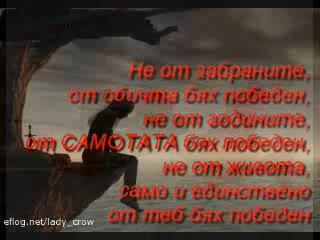 Не от забраните,
от обичта бях победен,
не от годините,
от САМОТАТА бях победен,
не от живота,
само и единствено
от теб бях победен
eflog.net/lady_crow